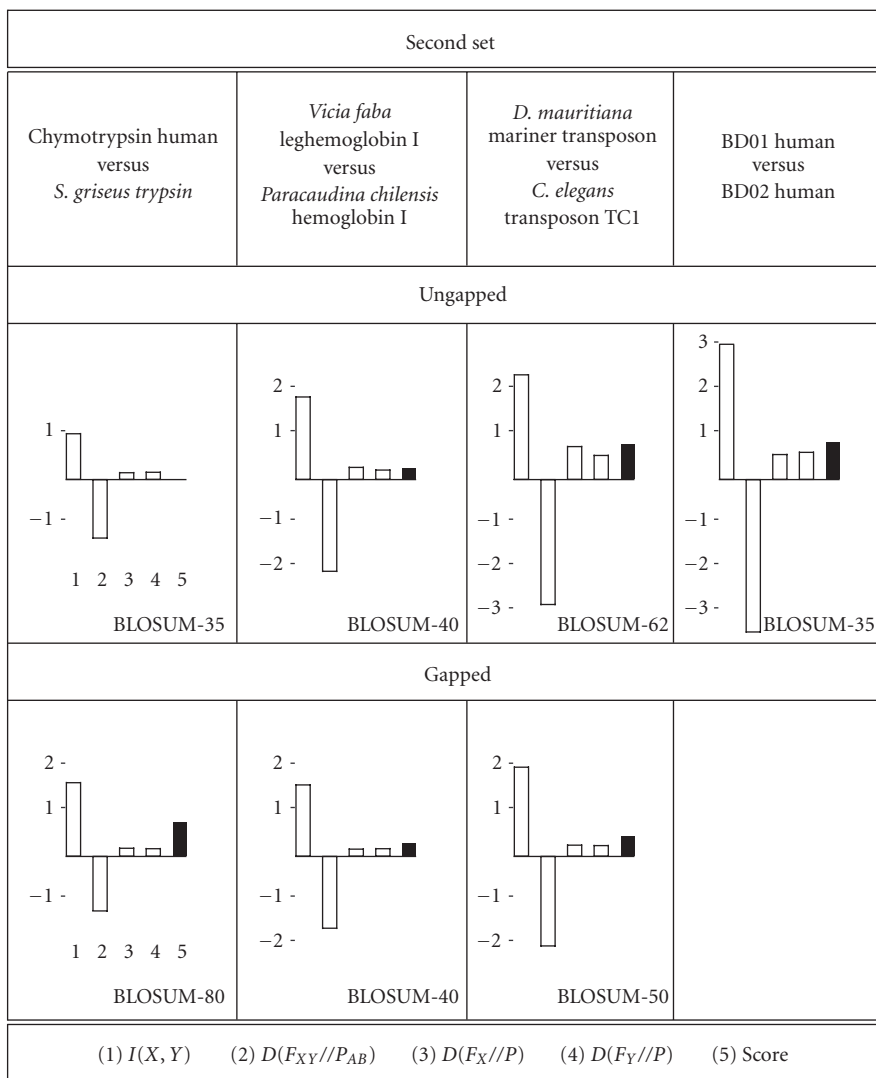 Second set
Chymotrypsin human
versus
S. griseus trypsin
Vicia faba
leghemoglobin I
versus
Paracaudina chilensis
hemoglobin I
D. mauritiana
mariner transposon
versus
C. elegans
transposon TC1
BD01 human
versus
BD02 human
Ungapped
1
−1
1 2 3 4 5
BLOSUM-35
2
1
−1
−2
BLOSUM-40
2
1
−1
−2
−3
BLOSUM-62
3
2
1
−1
−2
−3
BLOSUM-35
Gapped
2
1
−1
−2
1 2 3 4 5
BLOSUM-80
2
1
−1
−2
BLOSUM-40
2
1
−1
−2
BLOSUM-50
(1) I(X, Y) (2) D(F_XY//P_AB) (3) D(F_X//P) (4) D(F_Y//P) (5) Score